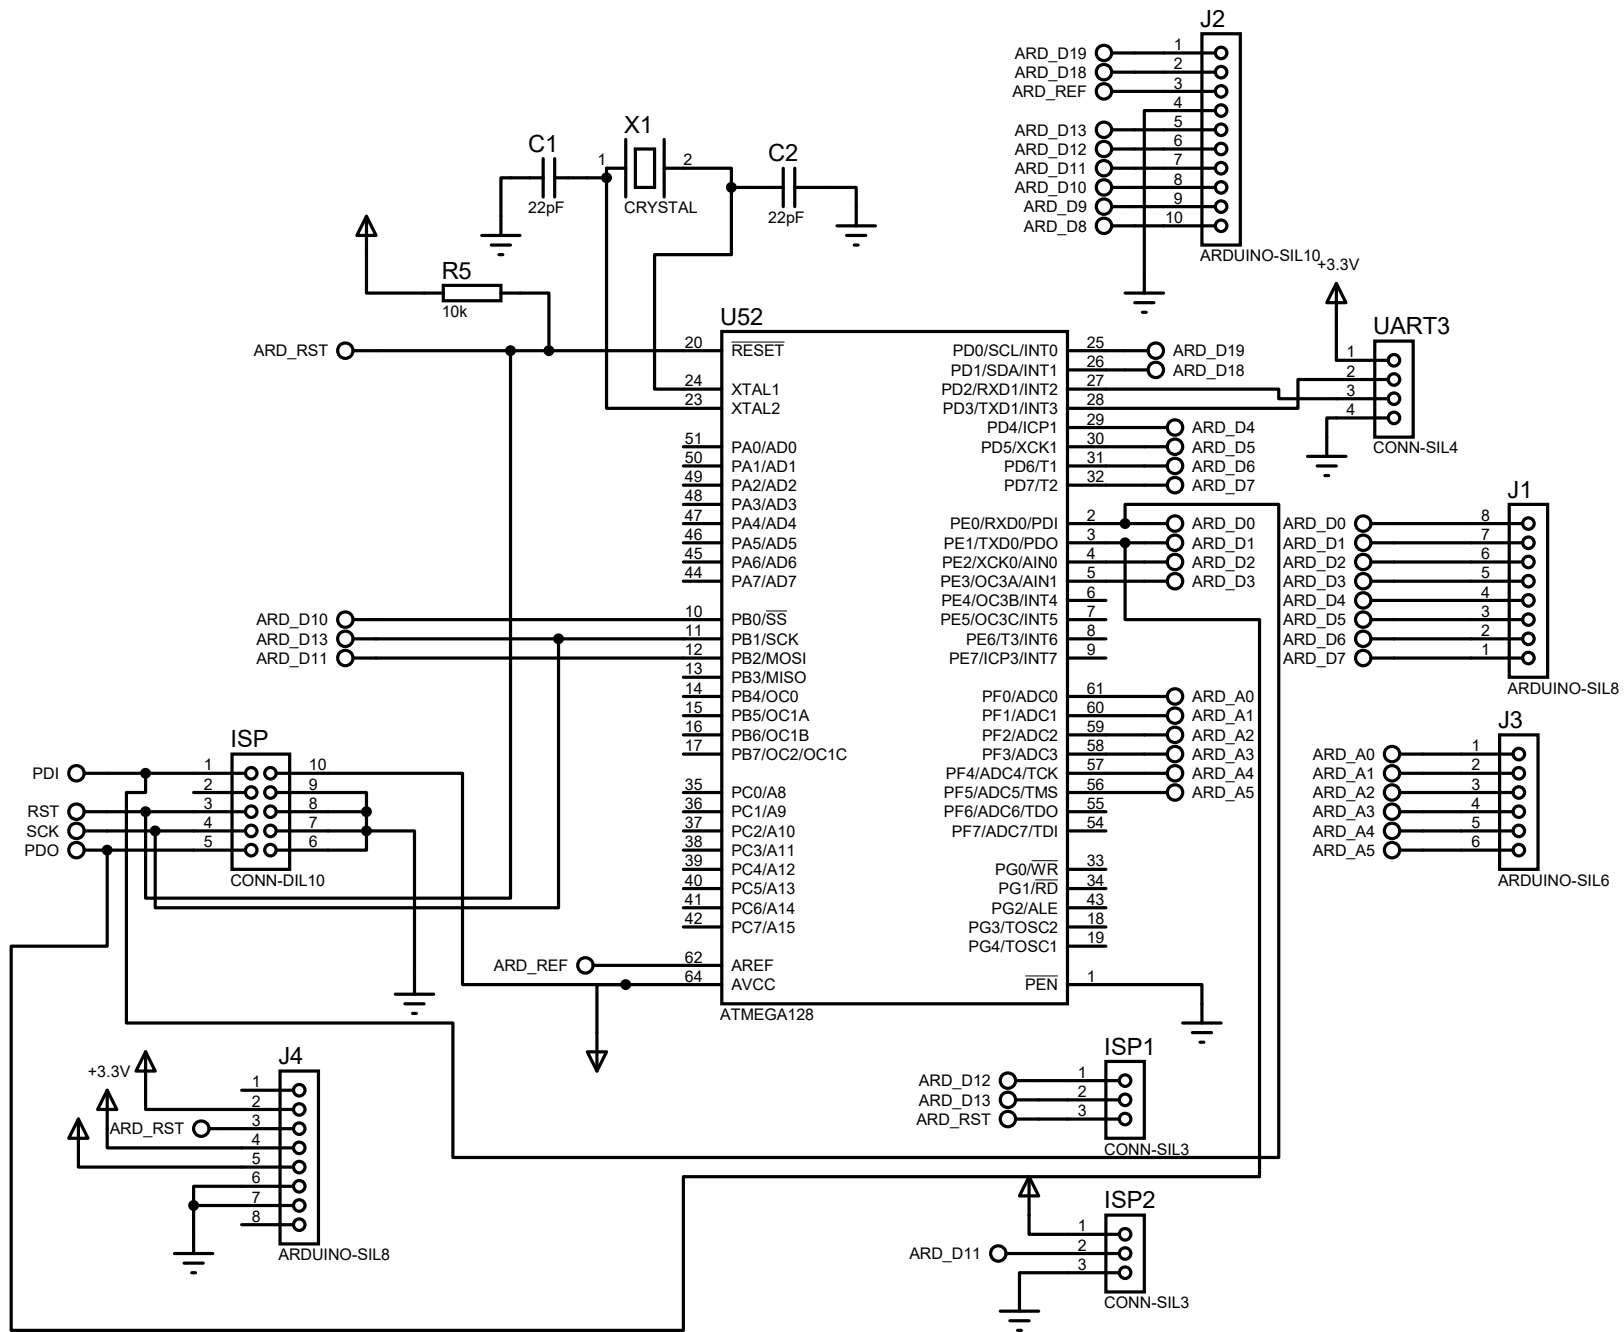 J2
ARD_D19 1
ARD_D18 2
ARD_REF 3
4
ARD_D13 5
ARD_D12 6
ARD_D11 7
ARD_D10 8
ARD_D9 9
ARD_D8 10
ARDUINO-SIL10
C1
22pF
X1
1 2
CRYSTAL
C2
22pF
R5
10k
+3.3V
UART3
1
2
3
4
CONN-SIL4
U52
ARD_RST 20 RESET
24 XTAL1
23 XTAL2
51 PA0/AD0
50 PA1/AD1
49 PA2/AD2
48 PA3/AD3
47 PA4/AD4
46 PA5/AD5
45 PA6/AD6
44 PA7/AD7
ARD_D10 10 PB0/SS
ARD_D13 11 PB1/SCK
ARD_D11 12 PB2/MOSI
13 PB3/MISO
14 PB4/OC0
15 PB5/OC1A
16 PB6/OC1B
17 PB7/OC2/OC1C
35 PC0/A8
36 PC1/A9
37 PC2/A10
38 PC3/A11
39 PC4/A12
40 PC5/A13
41 PC6/A14
42 PC7/A15
ARD_REF 62 AREF
64 AVCC
PD0/SCL/INT0 25 ARD_D19
PD1/SDA/INT1 26 ARD_D18
PD2/RXD1/INT2 27
PD3/TXD1/INT3 28
PD4/ICP1 29 ARD_D4
PD5/XCK1 30 ARD_D5
PD6/T1 31 ARD_D6
PD7/T2 32 ARD_D7
PE0/RXD0/PDI 2 ARD_D0
PE1/TXD0/PDO 3 ARD_D1
PE2/XCK0/AIN0 4 ARD_D2
PE3/OC3A/AIN1 5 ARD_D3
PE4/OC3B/INT4 6
PE5/OC3C/INT5 7
PE6/T3/INT6 8
PE7/ICP3/INT7 9
PF0/ADC0 61 ARD_A0
PF1/ADC1 60 ARD_A1
PF2/ADC2 59 ARD_A2
PF3/ADC3 58 ARD_A3
PF4/ADC4/TCK 57 ARD_A4
PF5/ADC5/TMS 56 ARD_A5
PF6/ADC6/TDO 55
PF7/ADC7/TDI 54
PG0/WR 33
PG1/RD 34
PG2/ALE 43
PG3/TOSC2 18
PG4/TOSC1 19
PEN 1
ATMEGA128
J1
ARD_D0 8
ARD_D1 7
ARD_D2 6
ARD_D3 5
ARD_D4 4
ARD_D5 3
ARD_D6 2
ARD_D7 1
ARDUINO-SIL8
J3
ARD_A0 1
ARD_A1 2
ARD_A2 3
ARD_A3 4
ARD_A4 5
ARD_A5 6
ARDUINO-SIL6
ISP
PDI 1 10
2 9
RST 3 8
SCK 4 7
PDO 5 6
CONN-DIL10
J4
+3.3V
1
2
ARD_RST 3
4
5
6
7
8
ARDUINO-SIL8
ISP1
ARD_D12 1
ARD_D13 2
ARD_RST 3
CONN-SIL3
ISP2
1
ARD_D11 2
3
CONN-SIL3